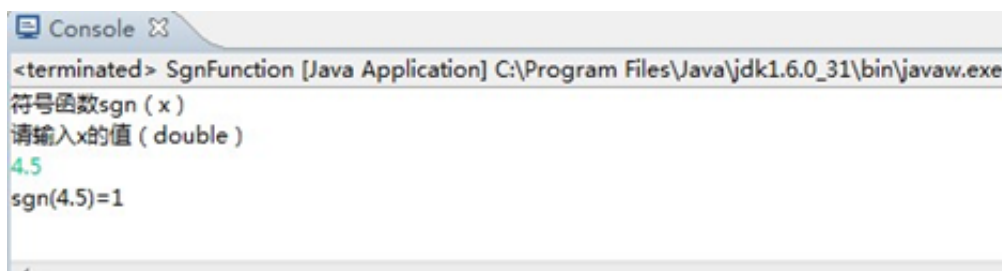 Console
<terminated> SgnFunction [Java Application] C:\Program Files\Java\jdk1.6.0_31\bin\javaw.exe
符号函数sgn（x）
请输入x的值（double）
4.5
sgn(4.5)=1